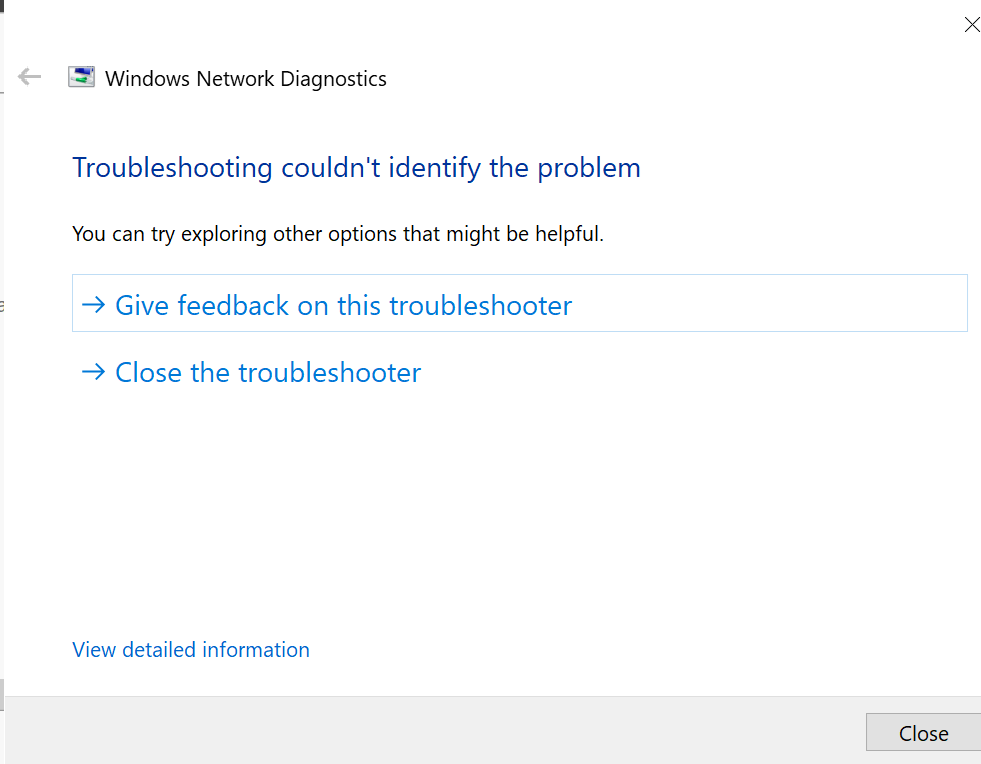 Windows Network Diagnostics
Troubleshooting couldn't identify the problem
You can try exploring other options that might be helpful.
→ Give feedback on this troubleshooter
→ Close the troubleshooter
View detailed information
Close